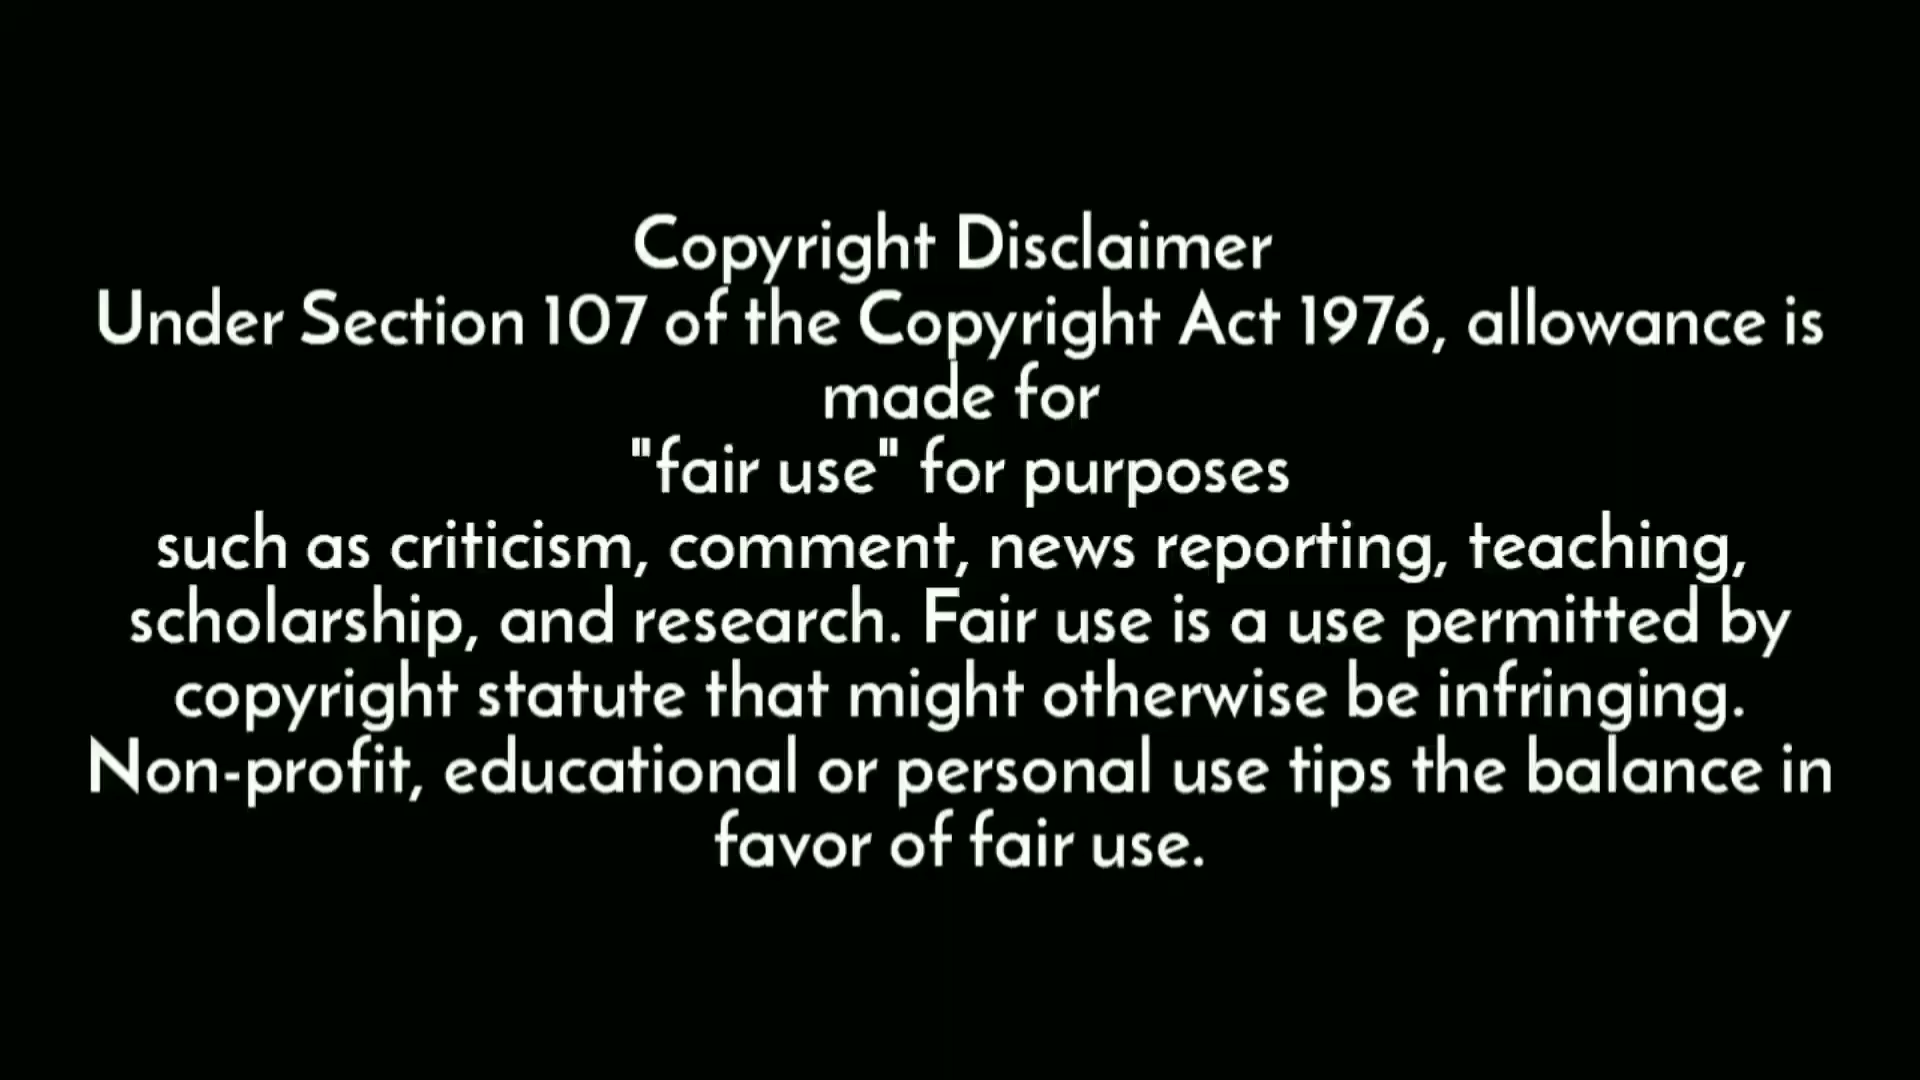 Copyright Disclaimer
Under Section 107 of the Copyright Act 1976, allowance is
made for
"fair use" for purposes
such as criticism, comment, news reporting, teaching,
scholarship, and research. Fair use is a use permitted by
copyright statute that might otherwise be infringing.
Non-profit, educational or personal use tips the balance in
favor of fair use.